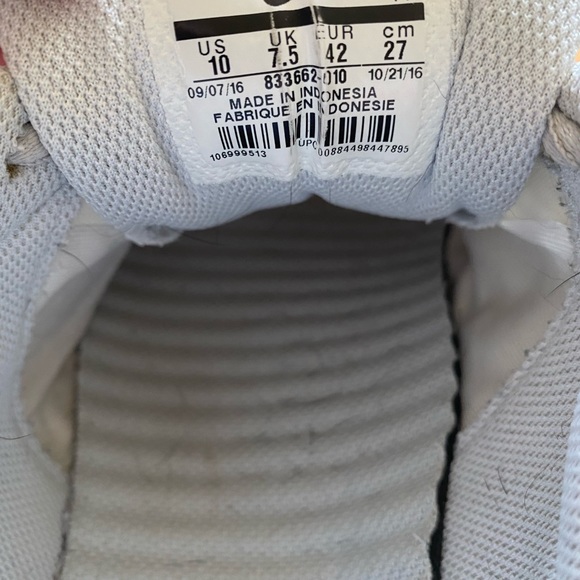 US UK EUR cm
10 7.5 42 27
09/07/16 833662-010 10/21/16
MADE IN INDONESIA
FABRIQUE EN INDONESIE
106999513 UPC 00884498447895